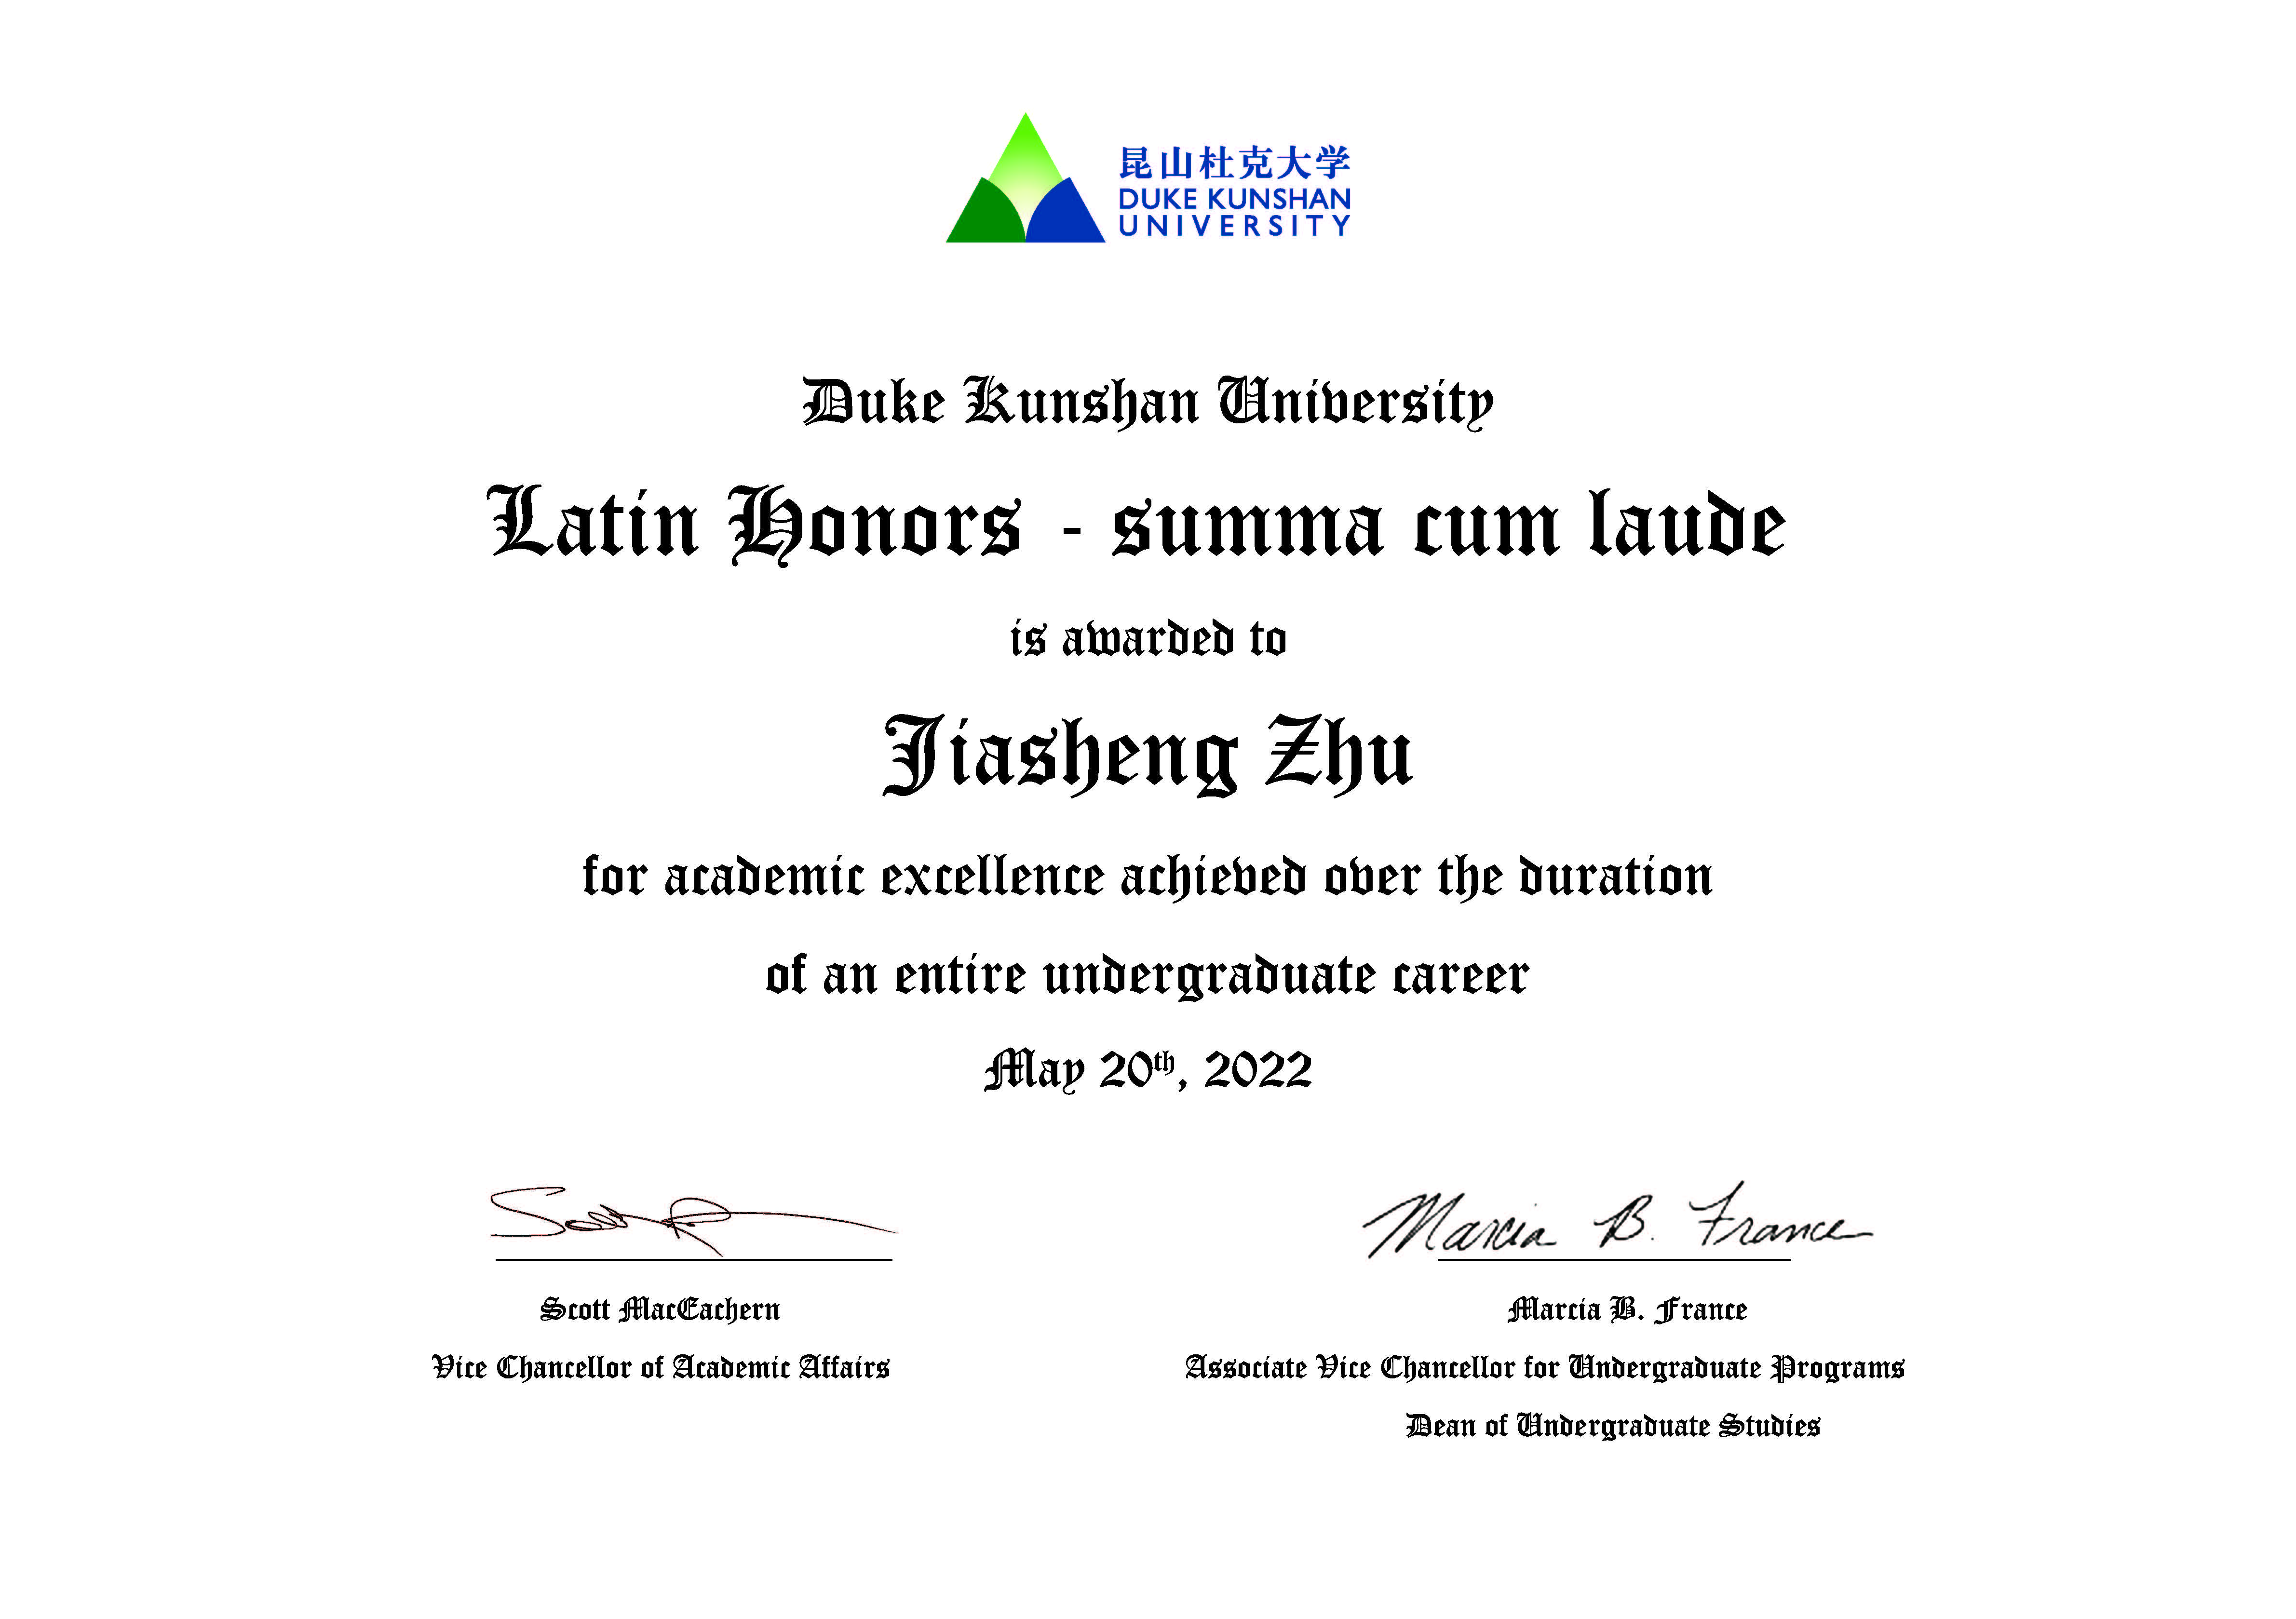 昆山杜克大学
DUKE KUNSHAN
UNIVERSITY
Duke Kunshan University
Latin Honors - summa cum laude
is awarded to
Jiasheng Zhu
for academic excellence achieved over the duration
of an entire undergraduate career
May 20th, 2022
Marcia B. France
Scott MacEachern
Marcia B. France
Vice Chancellor of Academic Affairs
Associate Vice Chancellor for Undergraduate Programs
Dean of Undergraduate Studies